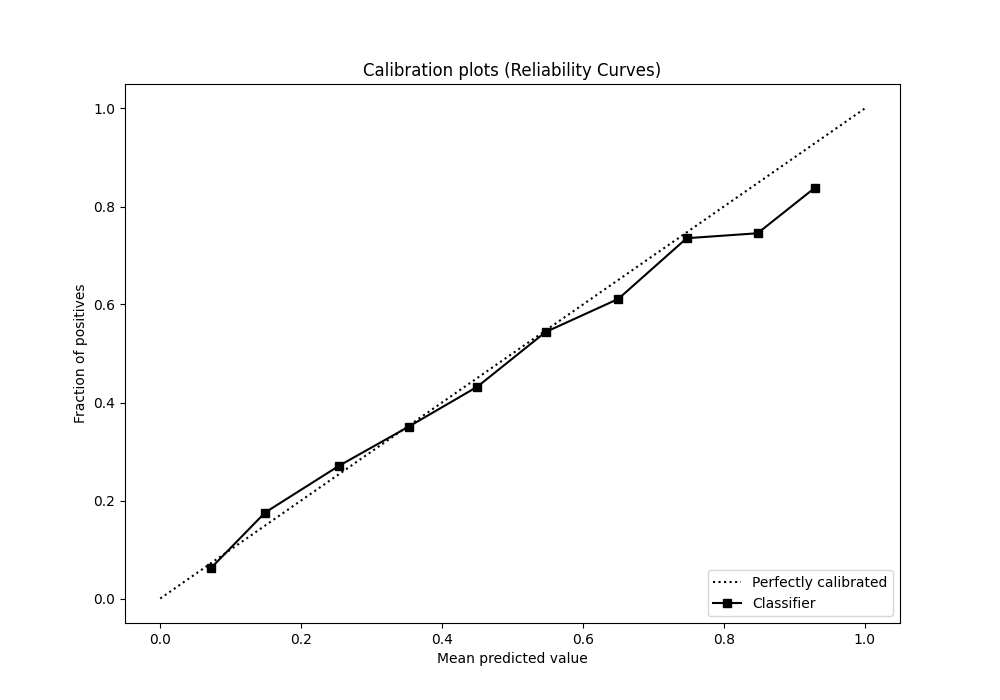 Calibration plots (Reliability Curves)
1.0
0.8
0.6
0.4
0.2
0.0
Fraction of positives
0.0 0.2 0.4 0.6 0.8 1.0
Mean predicted value
Perfectly calibrated
Classifier